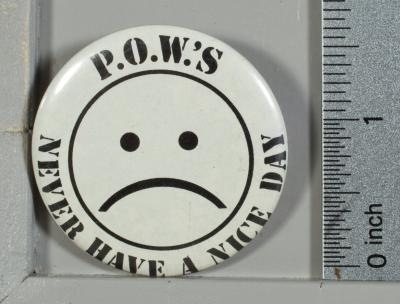 P.O.W.'S
NEVER HAVE A NICE DAY
1
0 inch